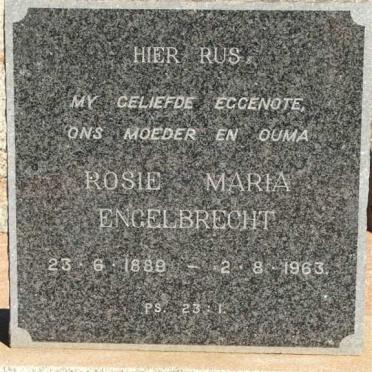 HIER RUS
MY GELIEFDE EGGENOTE,
ONS MOEDER EN OUMA
ROSIE MARIA
ENGELBRECHT
23·6·1889 — 2·8·1963.
PS. 23:1.